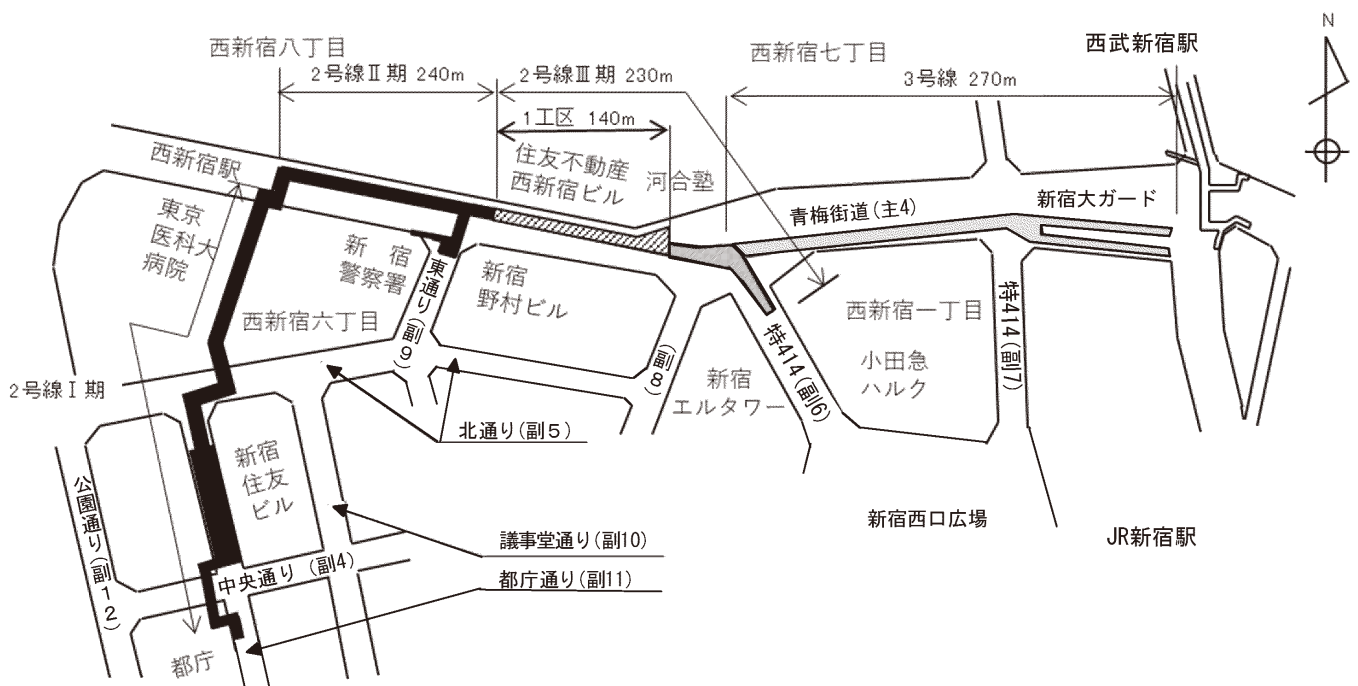 N
西新宿八丁目
西新宿七丁目
西武新宿駅
2号線Ⅱ期 240m
2号線Ⅲ期 230m
3号線 270m
1工区 140m
西新宿駅
住友不動産
西新宿ビル
河合塾
青梅街道(主4)
新宿大ガード
東京
医科大
病院
新 宿
警察署
東通り(副9)
新宿
野村ビル
西新宿六丁目
西新宿一丁目
特414(副7)
特414(副6)
(副8)
小田急
ハルク
新宿
エルタワー
2号線Ⅰ期
北通り(副5)
新宿
住友
ビル
公園通り(副12)
新宿西口広場
JR新宿駅
議事堂通り(副10)
中央通り (副4)
都庁通り(副11)
都庁